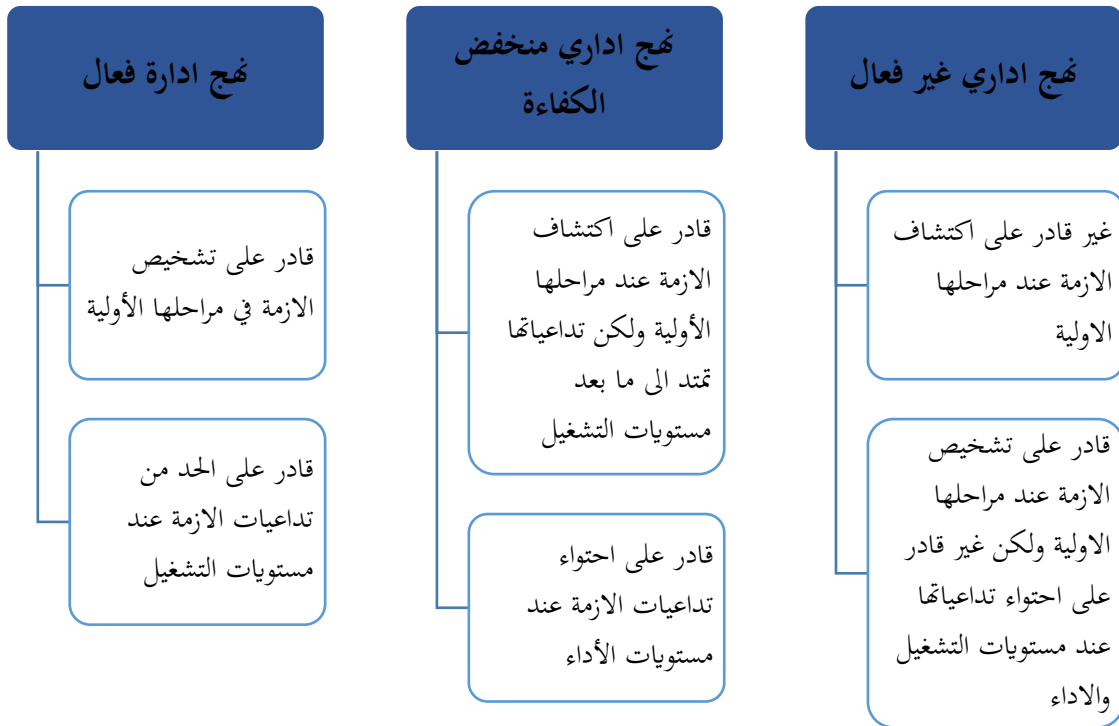 نهج اداري غير فعال
غير قادر على اكتشاف
الازمة عند مراحلها
الاولية
قادر على تشخيص
الازمة عند مراحلها
الاولية ولكن غير قادر
على احتواء تداعياتها
عند مستويات التشغيل
والاداء
نهج اداري منخفض
الكفاءة
قادر على اكتشاف
الازمة عند مراحلها
الأولية ولكن تداعياتها
تمتد الى ما بعد
مستويات التشغيل
قادر على احتواء
تداعيات الازمة عند
مستويات الأداء
نهج ادارة فعال
قادر على تشخيص
الازمة في مراحلها الأولية
قادر على الحد من
تداعيات الازمة عند
مستويات التشغيل